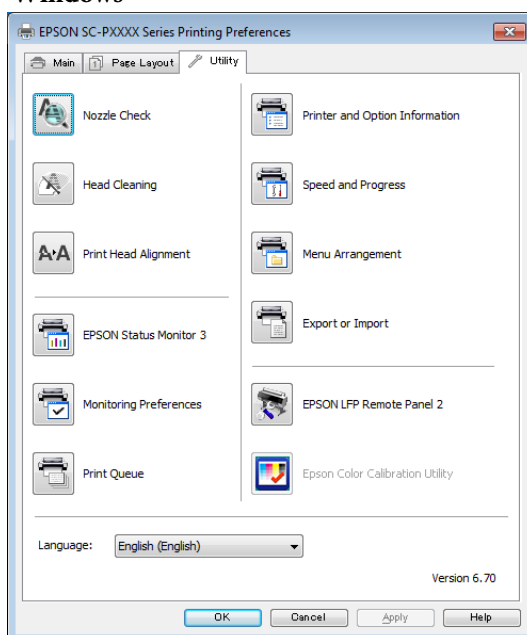 EPSON SC-PXXXX Series Printing Preferences
Main
Page Layout
Utility
Nozzle Check
Printer and Option Information
Head Cleaning
Speed and Progress
Print Head Alignment
Menu Arrangement
EPSON Status Monitor 3
Export or Import
Monitoring Preferences
EPSON LFP Remote Panel 2
Print Queue
Epson Color Calibration Utility
Language:
English (English)
Version 6.70
OK
Cancel
Apply
Help